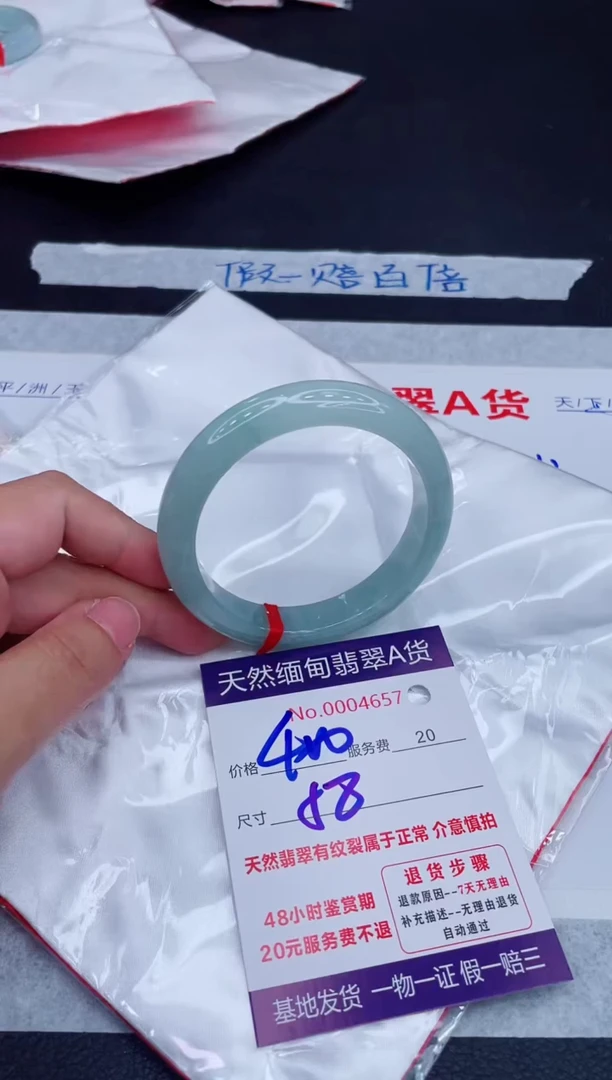 假一赔百倍
平/洲/玉
翠A货
天然缅甸翡翠A货
No.0004657
价格 400 服务费 20
尺寸 58
天然翡翠有纹裂属于正常 介意慎拍
48小时鉴赏期
20元服务费不退
退货步骤
退款原因--7天无理由
补充描述--无理由退货
自动通过
基地发货 一物一证 假一赔三